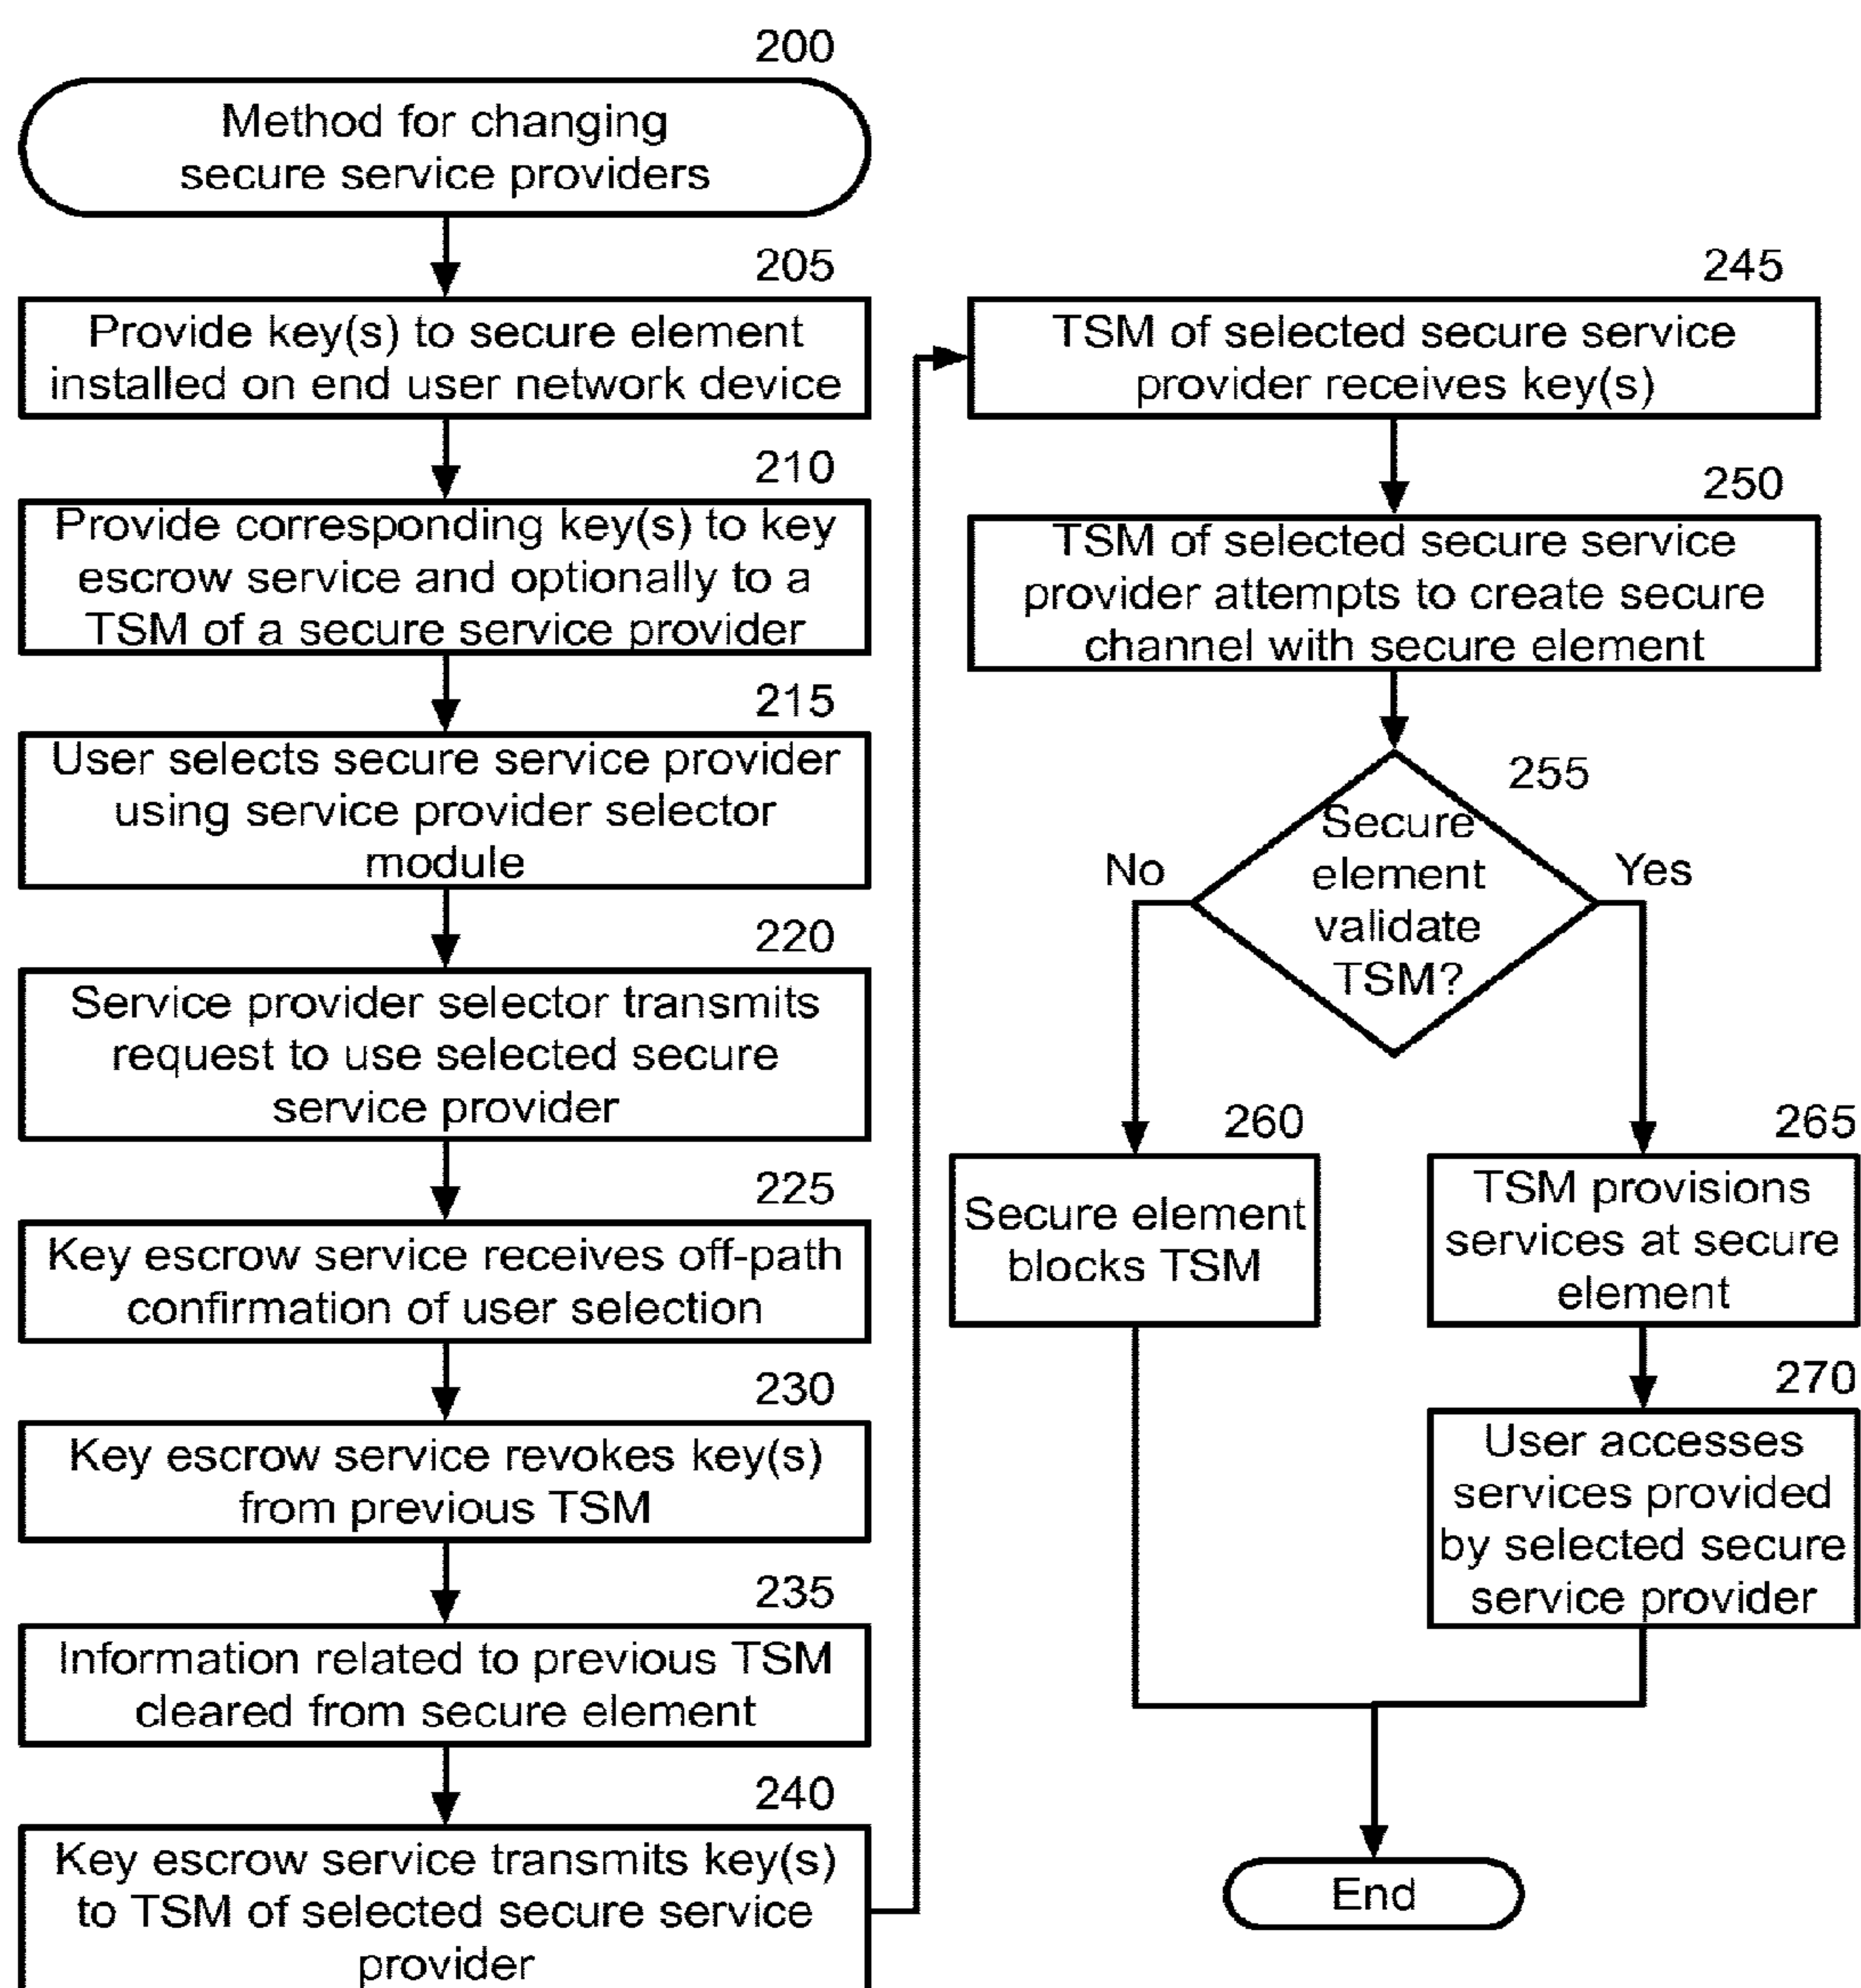 200
Method for changing
secure service providers
205
Provide key(s) to secure element
installed on end user network device
210
Provide corresponding key(s) to key
escrow service and optionally to a
TSM of a secure service provider
215
User selects secure service provider
using service provider selector
module
220
Service provider selector transmits
request to use selected secure
service provider
225
Key escrow service receives off-path
confirmation of user selection
230
Key escrow service revokes key(s)
from previous TSM
235
Information related to previous TSM
cleared from secure element
240
Key escrow service transmits key(s)
to TSM of selected secure service
provider
245
TSM of selected secure service
provider receives key(s)
250
TSM of selected secure service
provider attempts to create secure
channel with secure element
255
Secure
element
validate
TSM?
No
Yes
260
Secure element
blocks TSM
265
TSM provisions
services at secure
element
270
User accesses
services provided
by selected secure
service provider
End